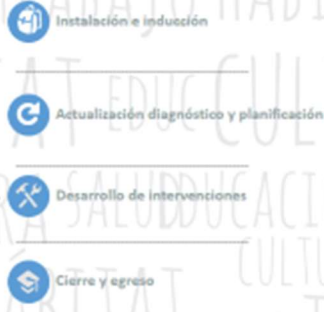 Instalación e inducción
Actualización diagnóstico y planificación
Desarrollo de intervenciones
Cierre y egreso